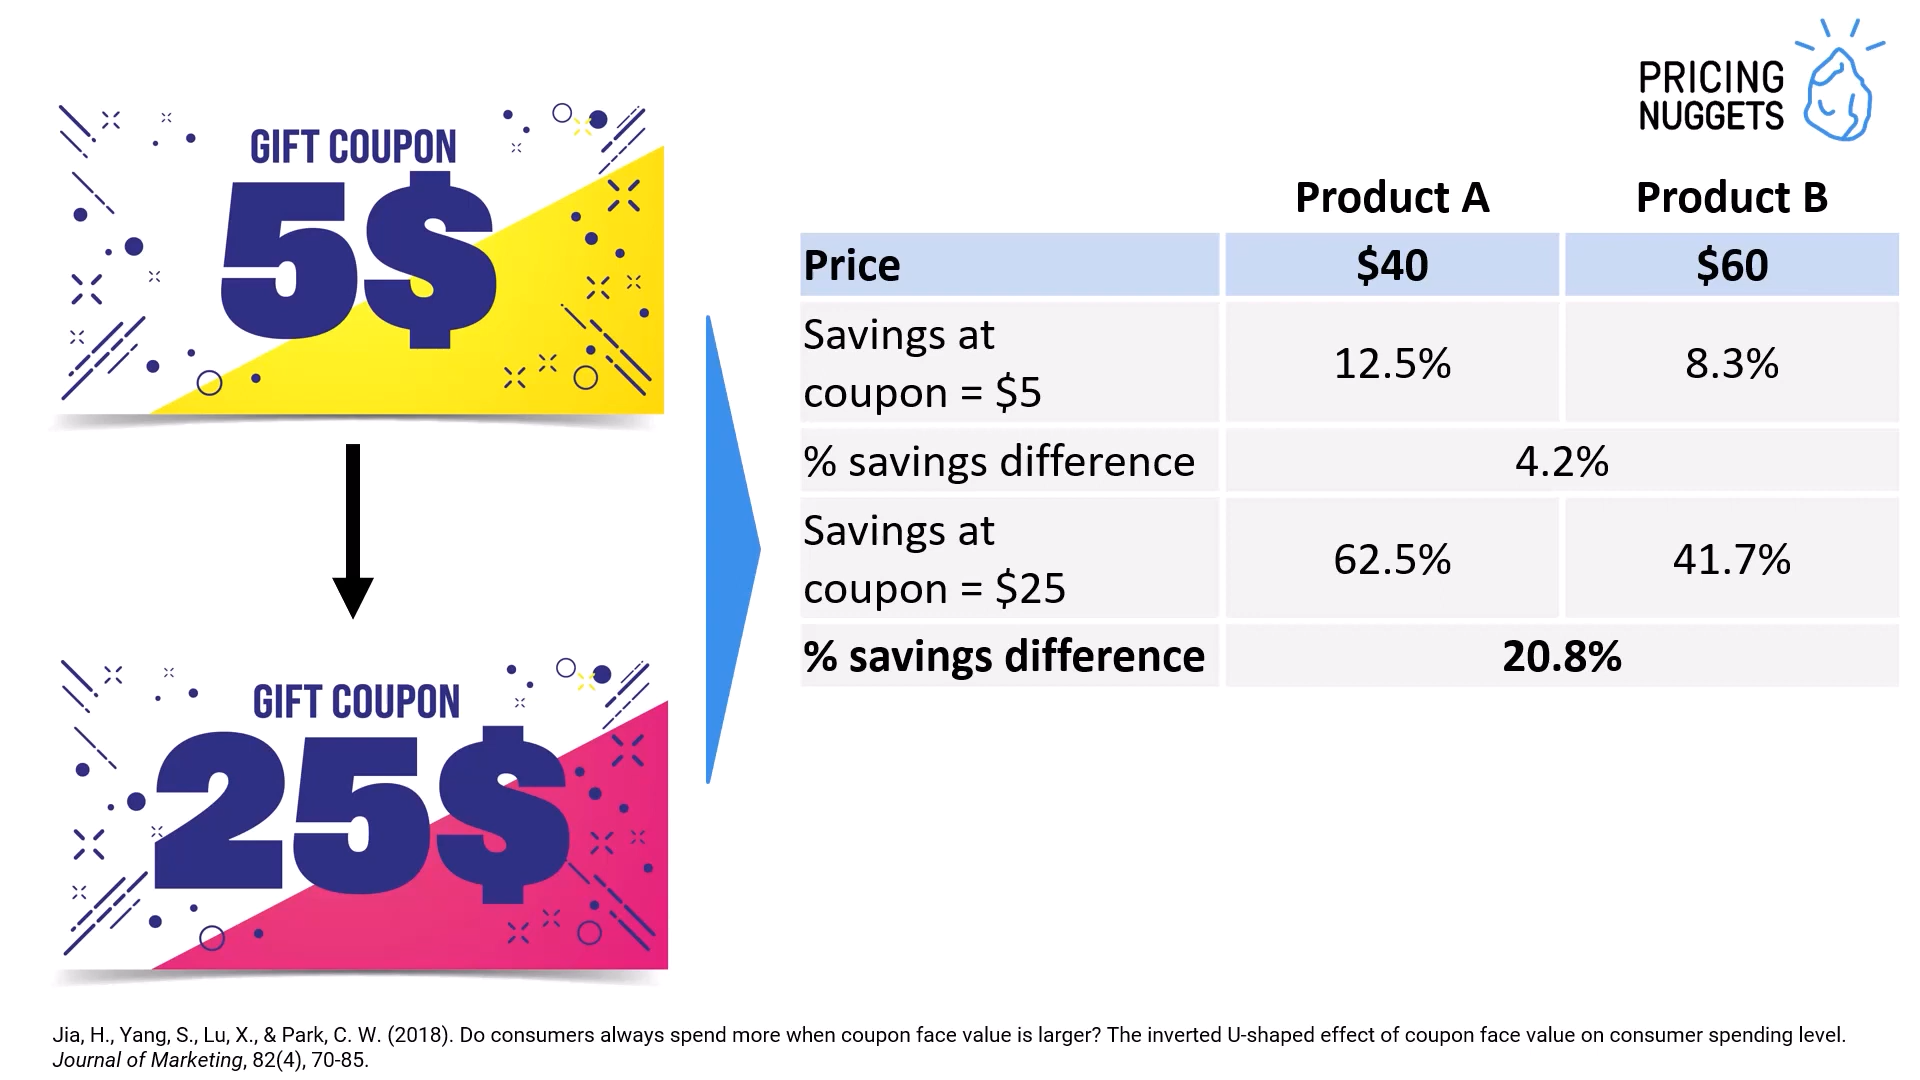 PRICING
NUGGETS
GIFT COUPON
5$
GIFT COUPON
25$
Product A Product B
Price $40 $60
Savings at
coupon = $5 12.5% 8.3%
% savings difference 4.2%
Savings at
coupon = $25 62.5% 41.7%
% savings difference 20.8%
Jia, H., Yang, S., Lu, X., & Park, C. W. (2018). Do consumers always spend more when coupon face value is larger? The inverted U-shaped effect of coupon face value on consumer spending level.
Journal of Marketing, 82(4), 70-85.